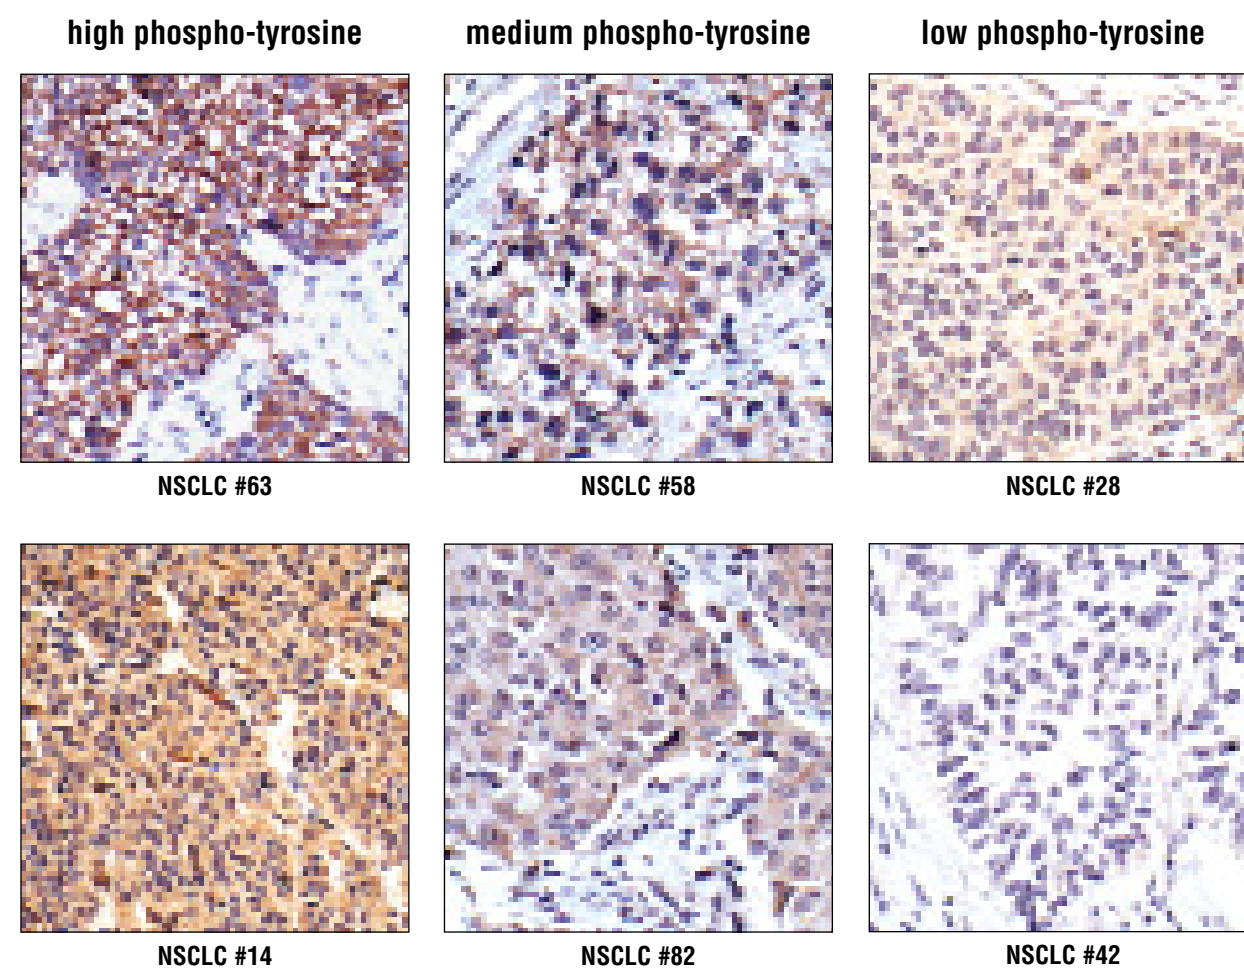 high phospho-tyrosine
medium phospho-tyrosine
low phospho-tyrosine
NSCLC #63
NSCLC #58
NSCLC #28
NSCLC #14
NSCLC #82
NSCLC #42